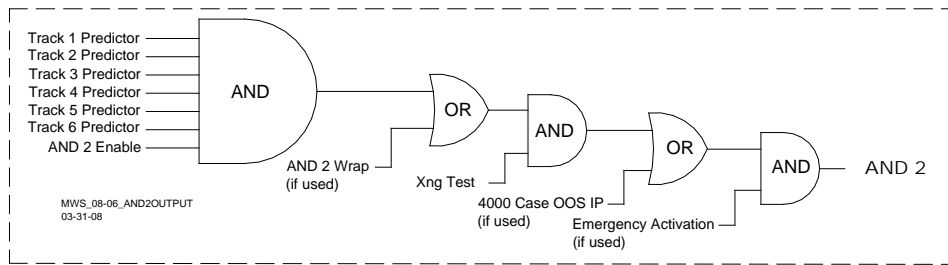 Track 1 Predictor
Track 2 Predictor
Track 3 Predictor
Track 4 Predictor
Track 5 Predictor
Track 6 Predictor
AND 2 Enable
AND
OR
AND 2 Wrap
(if used)
AND
Xng Test
OR
4000 Case OOS IP
(if used)
AND
Emergency Activation
(if used)
AND 2
MWS_08-06_AND2OUTPUT
03-31-08